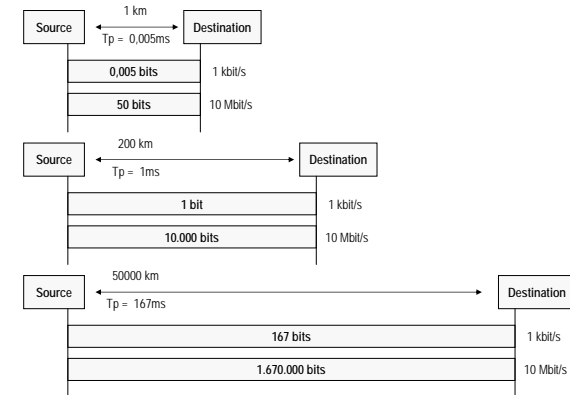 1 km
Source
Destination
Tp = 0,005ms
0,005 bits
1 kbit/s
50 bits
10 Mbit/s
200 km
Source
Destination
Tp = 1ms
1 bit
1 kbit/s
10.000 bits
10 Mbit/s
50000 km
Source
Destination
Tp = 167ms
167 bits
1 kbit/s
1.670.000 bits
10 Mbit/s